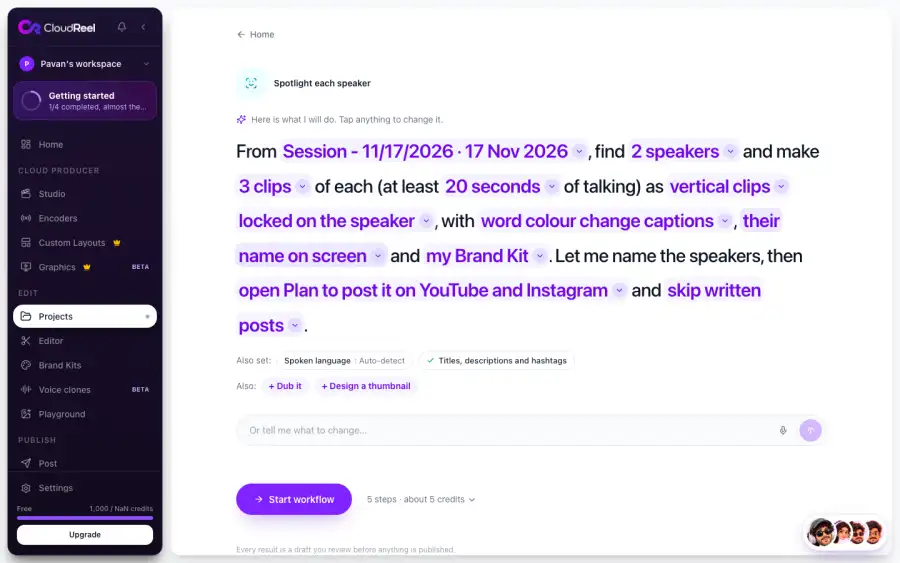 CloudReel
P Pavan's workspace
Getting started
1/4 completed, almost the...
Home
CLOUD PRODUCER
Studio
Encoders
Custom Layouts
Graphics BETA
EDIT
Projects
Editor
Brand Kits
Voice clones BETA
Playground
PUBLISH
Post
Settings
Free 1,000 / NaN credits
Upgrade
Home
Spotlight each speaker
Here is what I will do. Tap anything to change it.
From Session - 11/17/2026 · 17 Nov 2026 , find 2 speakers and make
3 clips of each (at least 20 seconds of talking) as vertical clips
locked on the speaker , with word colour change captions , their
name on screen and my Brand Kit . Let me name the speakers, then
open Plan to post it on YouTube and Instagram and skip written
posts .
Also set: Spoken language : Auto-detect Titles, descriptions and hashtags
Also: + Dub it + Design a thumbnail
Or tell me what to change...
Start workflow 5 steps · about 5 credits
Every result is a draft you review before anything is published.